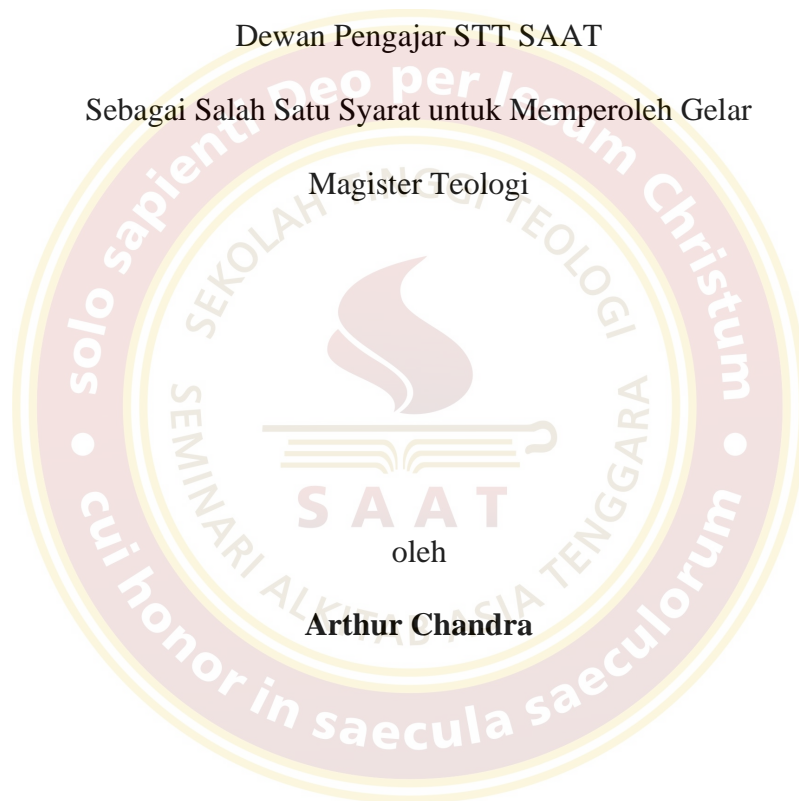 Dewan Pengajar STT SAAT
Sebagai Salah Satu Syarat untuk Memperoleh Gelar
Magister Teologi
oleh
Arthur Chandra
solo sapienti Deo per Iesum Christum
cui honor in saecula saeculorum
SEKOLAH TINGGI TEOLOGI
SEMINARI ALKITAB ASIA TENGGARA
SAAT